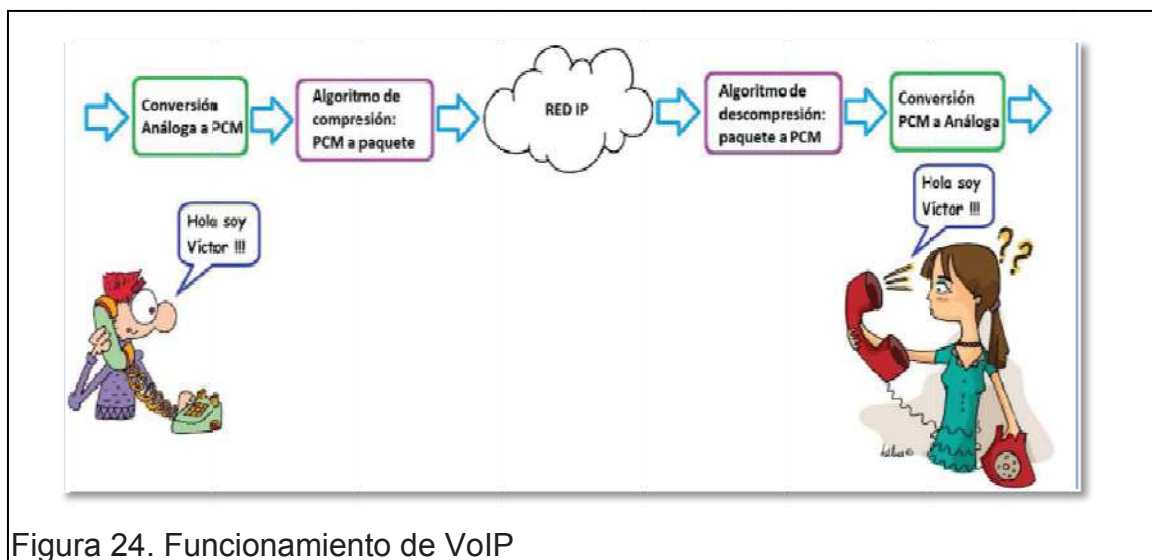 Conversión
Análoga a PCM
Algoritmo de
compresión:
PCM a paquete
RED IP
Algoritmo de
descompresión:
paquete a PCM
Conversión
PCM a Análoga
Hola soy
Víctor !!!
Hola soy
Víctor !!!
??
Figura 24. Funcionamiento de VoIP